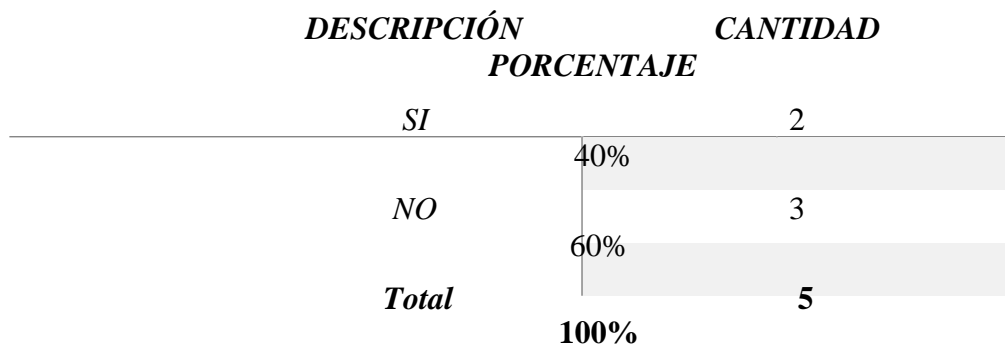 DESCRIPCIÓN CANTIDAD
PORCENTAJE
SI 2
40%
NO 3
60%
Total 5
100%